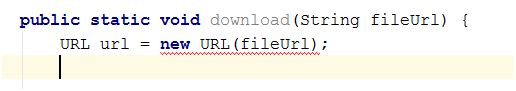 public static void download(String fileUrl) {
URL url = new URL(fileUrl);